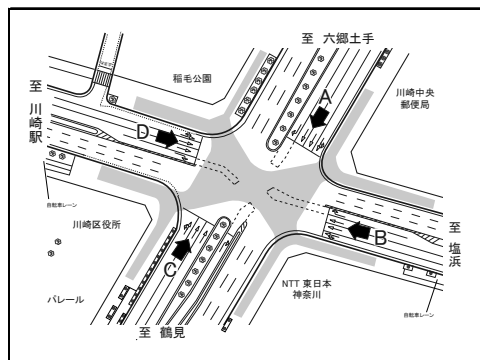 至 六郷土手
稲毛公園
川崎中央
郵便局
至 川崎駅
A
D
自転車レーン
川崎区役所
B
至 塩浜
C
バレール
NTT 東日本
神奈川
自転車レーン
至 鶴見